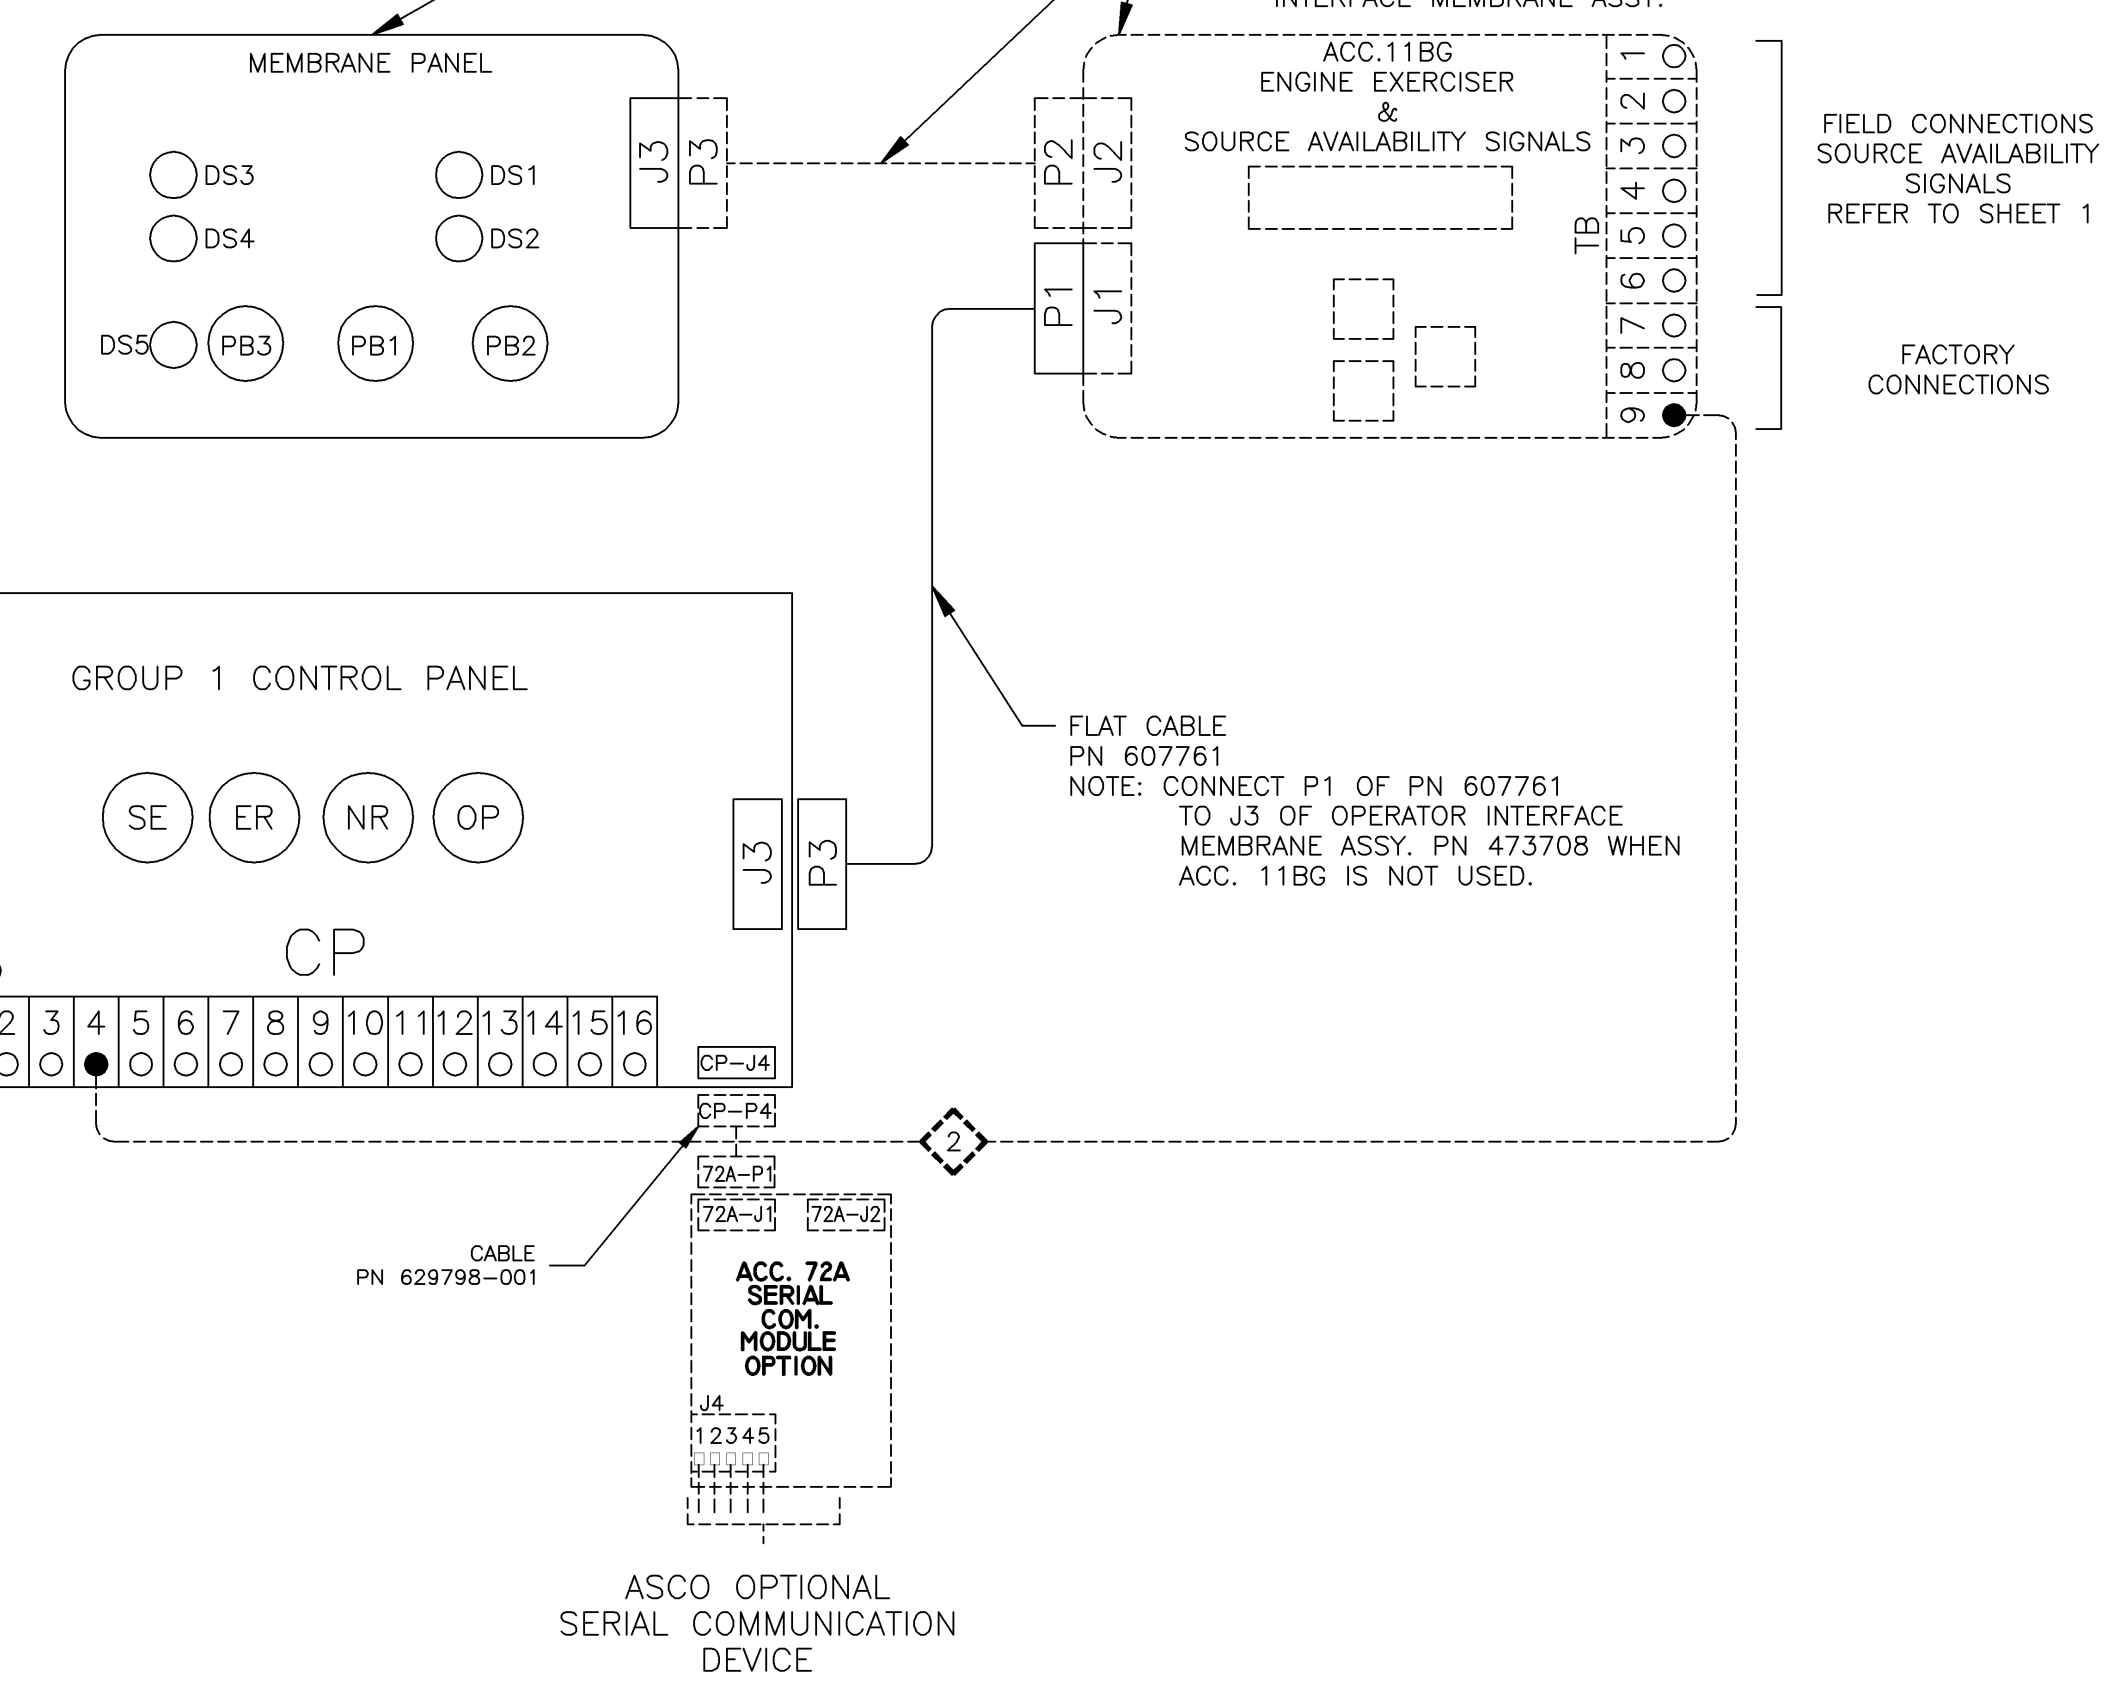 INTERFACE MEMBRANE ASSY.
MEMBRANE PANEL
DS3
DS1
DS4
DS2
DS5
PB3
PB1
PB2
J3
P3
P2
J2
P1
J1
ACC.11BG
ENGINE EXERCISER
&
SOURCE AVAILABILITY SIGNALS
TB
1
2
3
4
5
6
7
8
9
FIELD CONNECTIONS
SOURCE AVAILABILITY
SIGNALS
REFER TO SHEET 1
FACTORY
CONNECTIONS
GROUP 1 CONTROL PANEL
SE
ER
NR
OP
J3
P3
CP
2 3 4 5 6 7 8 9 10 11 12 13 14 15 16
FLAT CABLE
PN 607761
NOTE: CONNECT P1 OF PN 607761
TO J3 OF OPERATOR INTERFACE
MEMBRANE ASSY. PN 473708 WHEN
ACC. 11BG IS NOT USED.
CP-J4
CP-P4
2
72A-P1
72A-J1
72A-J2
CABLE
PN 629798-001
ACC. 72A
SERIAL
COM.
MODULE
OPTION
J4
1 2 3 4 5
ASCO OPTIONAL
SERIAL COMMUNICATION
DEVICE